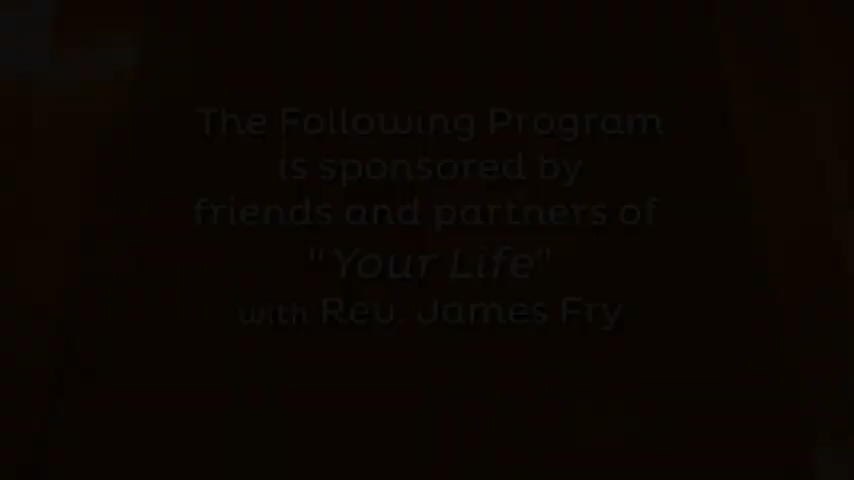 The Following Program
is sponsored by
friends and partners of
"Your Life"
with Rev. James Fry